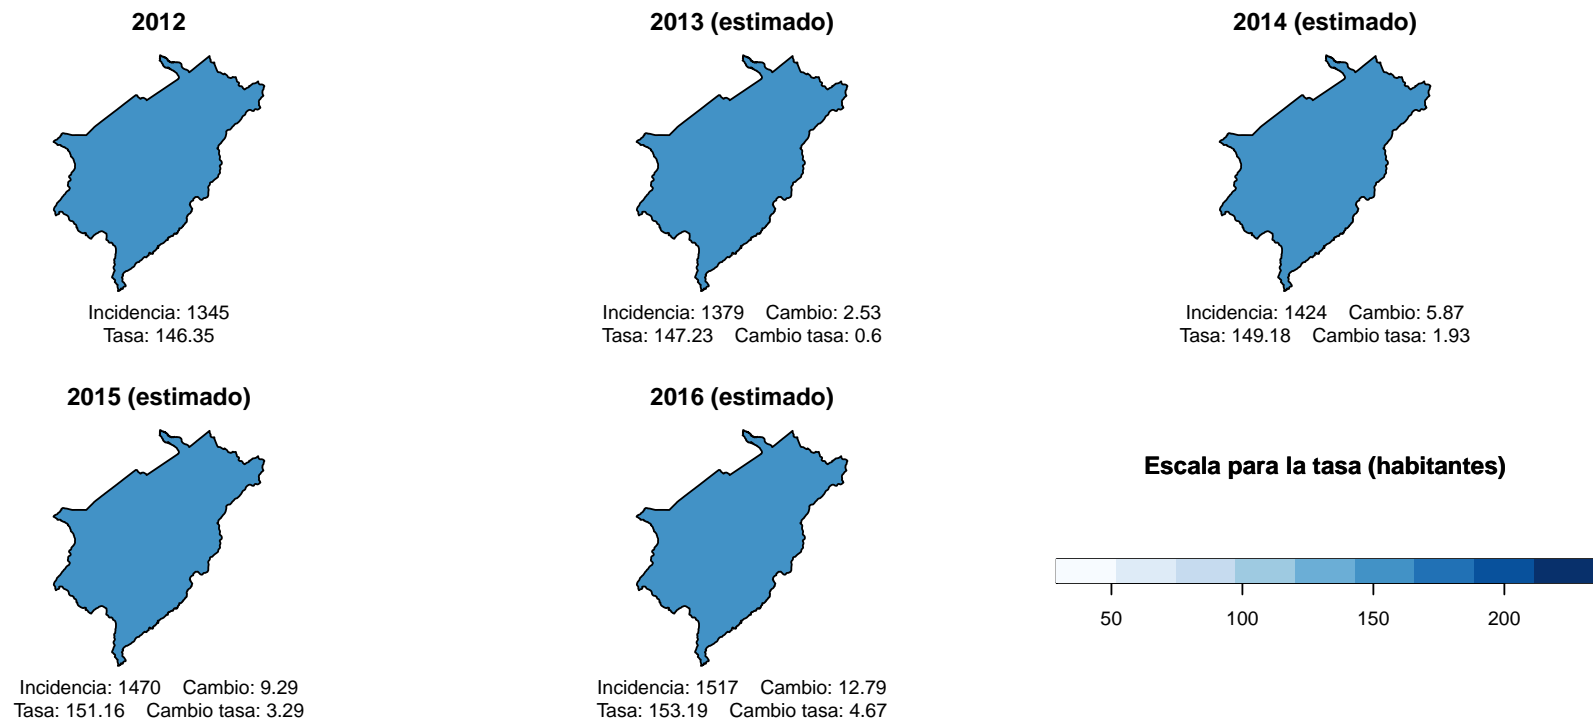 2012
Incidencia: 1345
Tasa: 146.35
2013 (estimado)
Incidencia: 1379 Cambio: 2.53
Tasa: 147.23 Cambio tasa: 0.6
2014 (estimado)
Incidencia: 1424 Cambio: 5.87
Tasa: 149.18 Cambio tasa: 1.93
2015 (estimado)
Incidencia: 1470 Cambio: 9.29
Tasa: 151.16 Cambio tasa: 3.29
2016 (estimado)
Incidencia: 1517 Cambio: 12.79
Tasa: 153.19 Cambio tasa: 4.67
Escala para la tasa (habitantes)
50 100 150 200